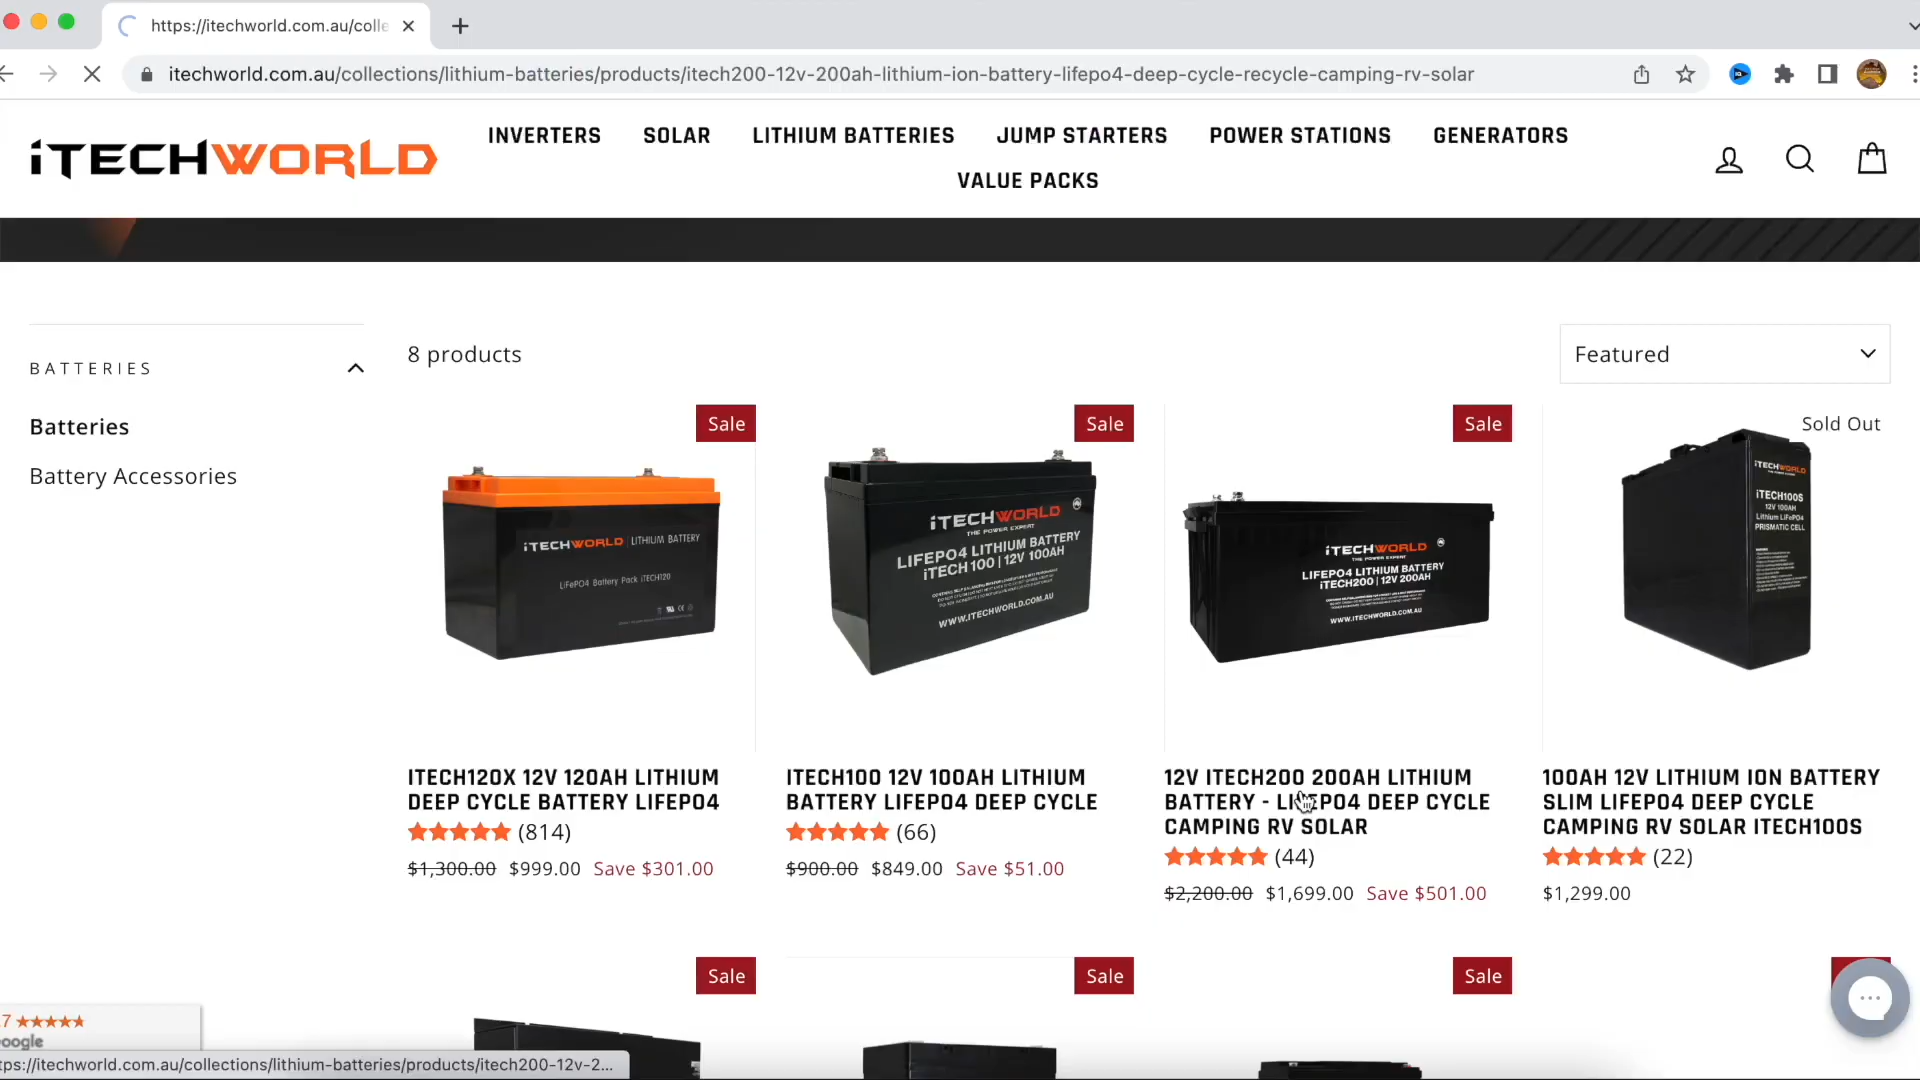 https://itechworld.com.au/colle
itechworld.com.au/collections/lithium-batteries/products/itech200-12v-200ah-lithium-ion-battery-lifepo4-deep-cycle-recycle-camping-rv-solar
iTECHWORLD
INVERTERS SOLAR LITHIUM BATTERIES JUMP STARTERS POWER STATIONS GENERATORS
VALUE PACKS
BATTERIES
Batteries
Battery Accessories
8 products
Featured
Sale
Sale
Sale
Sold Out
iTECHWORLD | LITHIUM BATTERY
LiFePO4 Battery Pack iTECH120
iTECHWORLD
THE POWER EXPERT
LIFEPO4 LITHIUM BATTERY
iTECH100 | 12V 100AH
WWW.ITECHWORLD.COM.AU
iTECHWORLD
THE POWER EXPERT
LIFEPO4 LITHIUM BATTERY
iTECH200 | 12V 200AH
WWW.ITECHWORLD.COM.AU
iTECHWORLD
iTECH100S
12V 100AH
Lithium LiFePO4
PRISMATIC CELL
ITECH120X 12V 120AH LITHIUM
DEEP CYCLE BATTERY LIFEPO4
(814)
$1,300.00 $999.00 Save $301.00
ITECH100 12V 100AH LITHIUM
BATTERY LIFEPO4 DEEP CYCLE
(66)
$900.00 $849.00 Save $51.00
12V ITECH200 200AH LITHIUM
BATTERY - LIFEPO4 DEEP CYCLE
CAMPING RV SOLAR
(44)
$2,200.00 $1,699.00 Save $501.00
100AH 12V LITHIUM ION BATTERY
SLIM LIFEPO4 DEEP CYCLE
CAMPING RV SOLAR ITECH100S
(22)
$1,299.00
Sale
Sale
Sale
7
oogle
tps://itechworld.com.au/collections/lithium-batteries/products/itech200-12v-2...